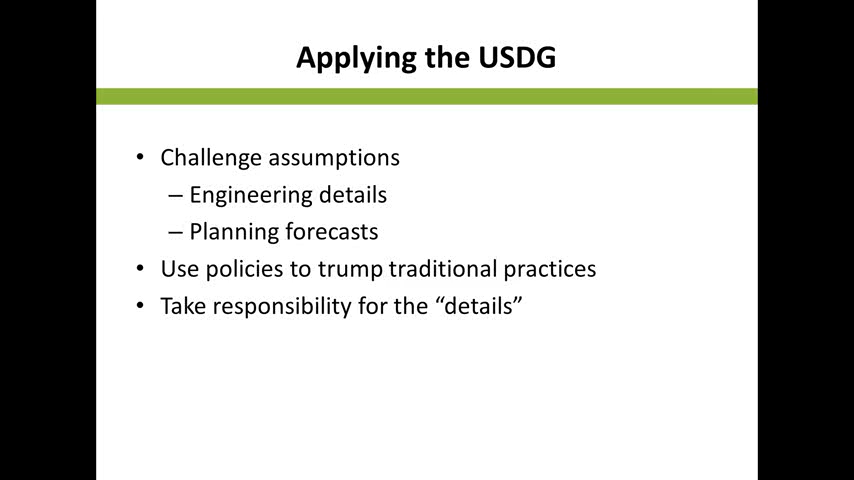 Applying the USDG
• Challenge assumptions
– Engineering details
– Planning forecasts
• Use policies to trump traditional practices
• Take responsibility for the “details”